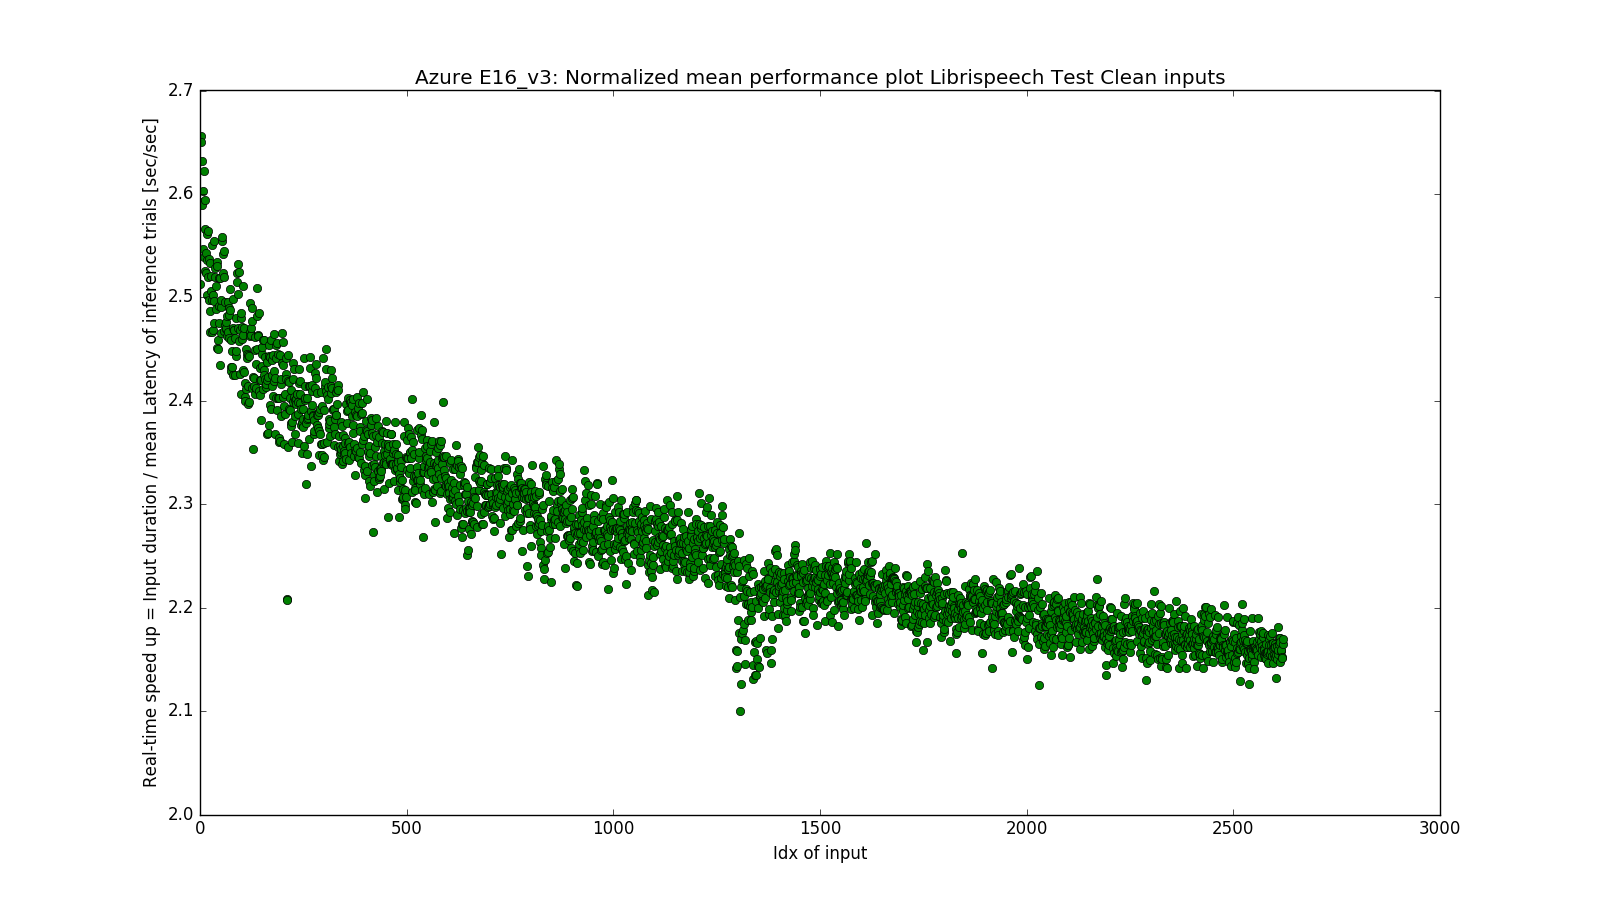 Azure E16_v3: Normalized mean performance plot Librispeech Test Clean inputs
Real-time speed up = Input duration / mean Latency of inference trials [sec/sec]
2.7
2.6
2.5
2.4
2.3
2.2
2.1
2.0
0 500 1000 1500 2000 2500 3000
Idx of input